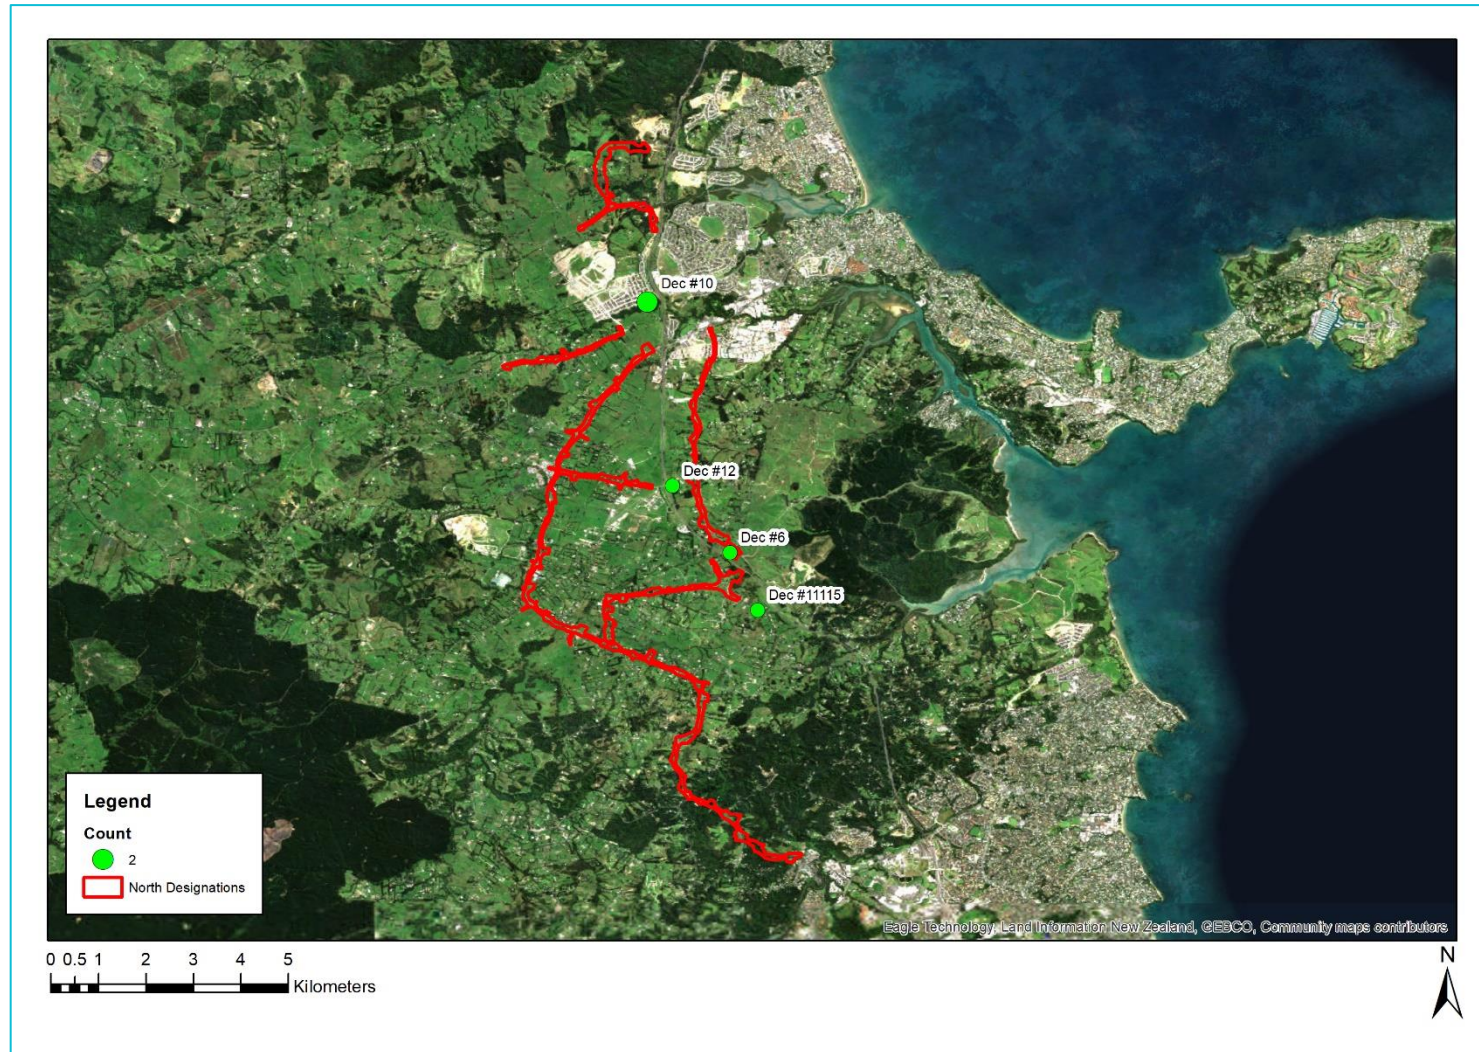 Dec #10
Dec #12
Dec #6
Dec #11115
Legend
Count
2
North Designations
Eagle Technology, Land Information New Zealand, GEBCO, Community maps contributors
0 0.5 1 2 3 4 5
Kilometers
N